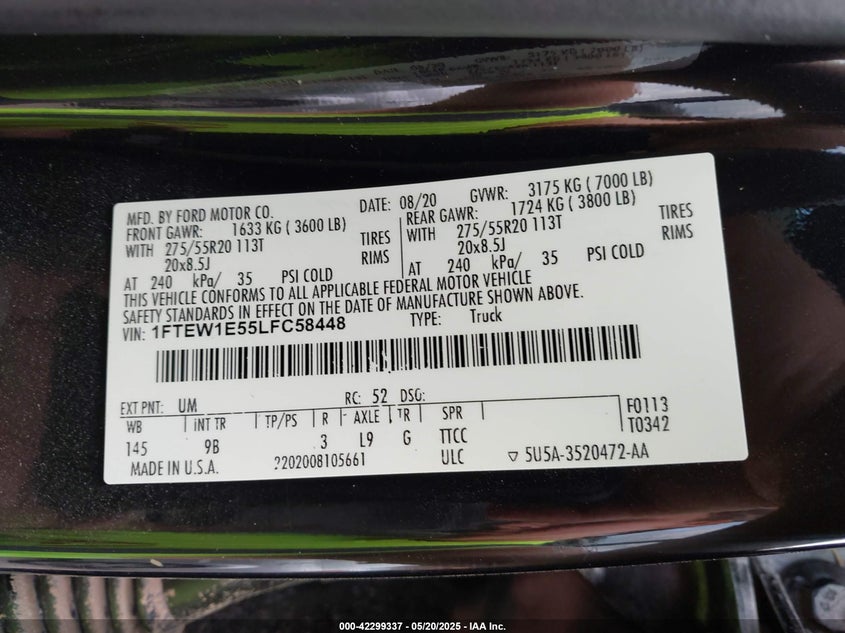 MFD. BY FORD MOTOR CO. DATE: 08/20 GVWR: 3175 KG ( 7000 LB)
FRONT GAWR: 1633 KG ( 3600 LB) REAR GAWR: 1724 KG ( 3800 LB)
WITH 275/55R20 113T TIRES WITH 275/55R20 113T TIRES
20x8.5J RIMS 20x8.5J RIMS
AT 240 kPa/ 35 PSI COLD AT 240 kPa/ 35 PSI COLD
THIS VEHICLE CONFORMS TO ALL APPLICABLE FEDERAL MOTOR VEHICLE
SAFETY STANDARDS IN EFFECT ON THE DATE OF MANUFACTURE SHOWN ABOVE.
VIN: 1FTEW1E55LFC58448 TYPE: Truck
EXT PNT: UM RC: 52 DSO: F0113
WB INT TR TP/PS R AXLE TR SPR T0342
145 9B 3 L9 G TTCC
MADE IN U.S.A. 202008105661 ULC ▽ 5U5A-3520472-AA
000-42299337 - 05/20/2025 - IAA Inc.